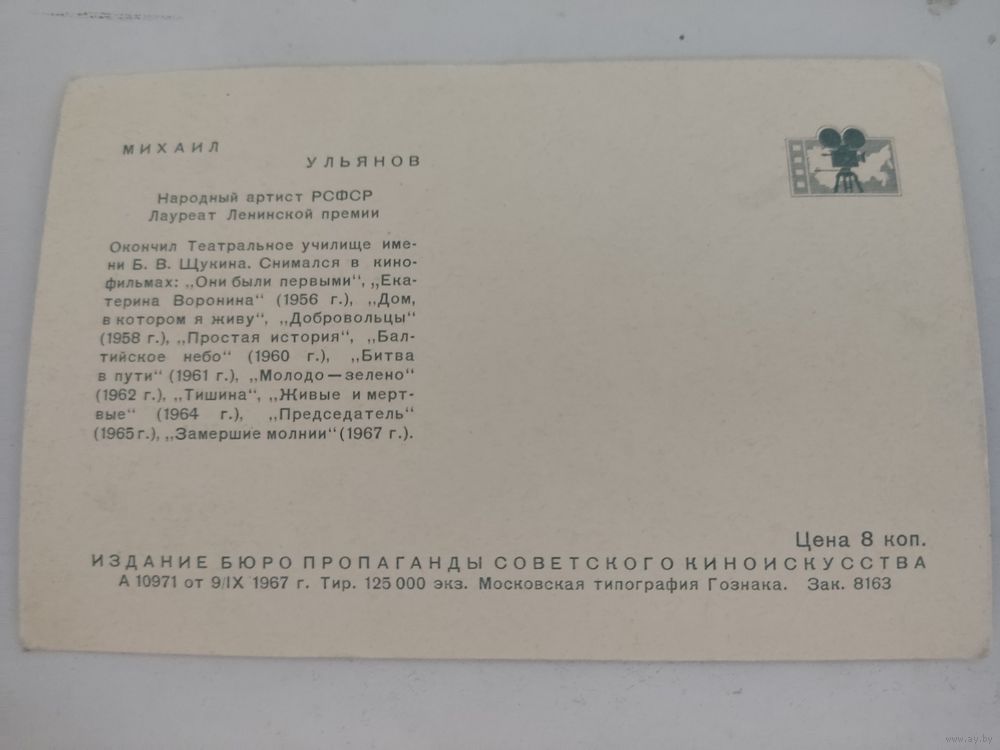 МИХАИЛ
УЛЬЯНОВ
Народный артист РСФСР
Лауреат Ленинской премии
Окончил Театральное училище име-
ни Б. В. Щукина. Снимался в кино-
фильмах: „Они были первыми“, „Ека-
терина Воронина“ (1956 г.), „Дом,
в котором я живу“, „Добровольцы“
(1958 г.), „Простая история“, „Бал-
тийское небо“ (1960 г.), „Битва
в пути“ (1961 г.), „Молодо—зелено“
(1962 г.), „Тишина“, „Живые и мерт-
вые“ (1964 г.), „Председатель“
(1965 г.), „Замершие молнии“ (1967 г.).
Цена 8 коп.
ИЗДАНИЕ БЮРО ПРОПАГАНДЫ СОВЕТСКОГО КИНОИСКУССТВА
А 10971 от 9/IX 1967 г. Тир. 125 000 экз. Московская типография Гознака. Зак. 8163
www.ay.by